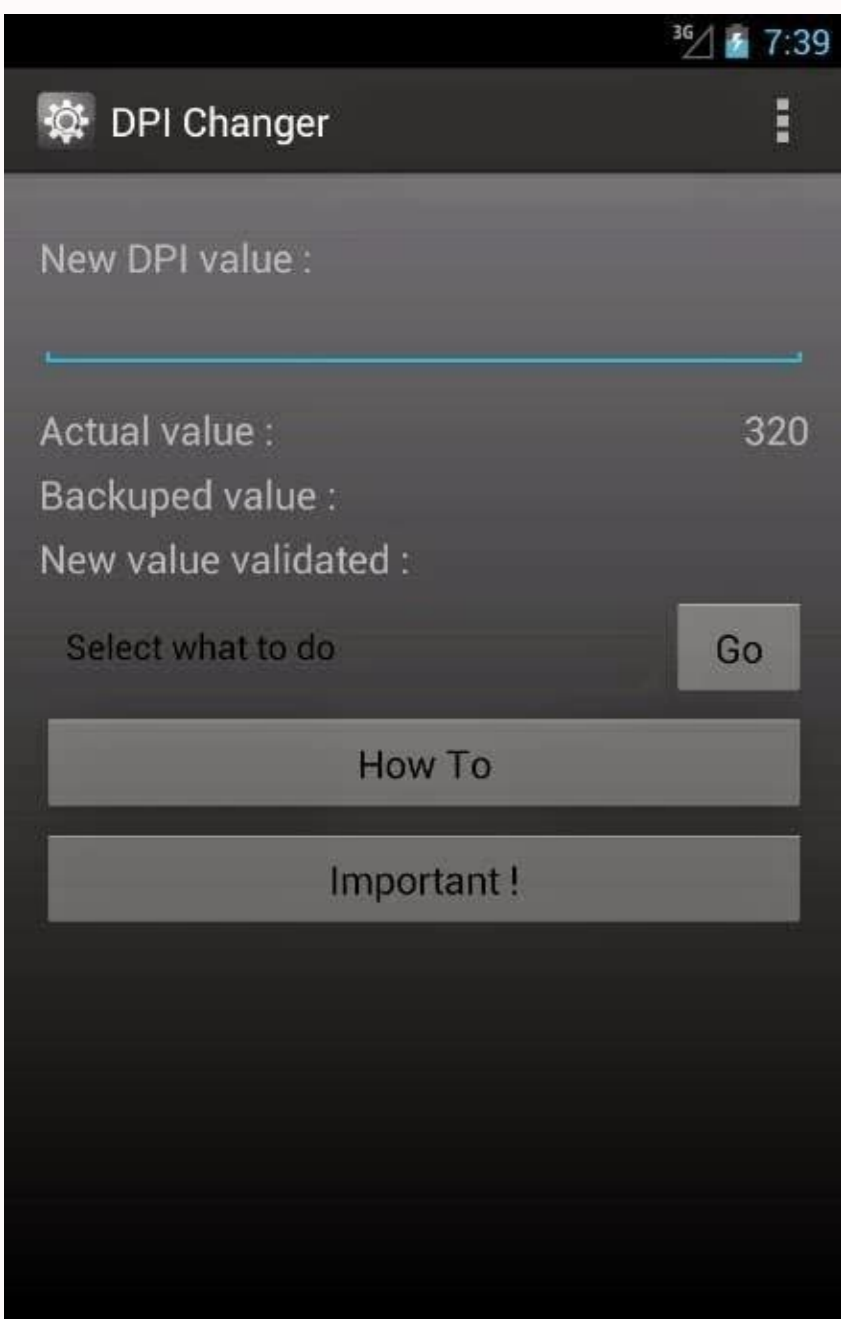 3G 7:39
DPI Changer
New DPI value :
Actual value : 320
Backuped value :
New value validated :
Select what to do Go
How To
Important !